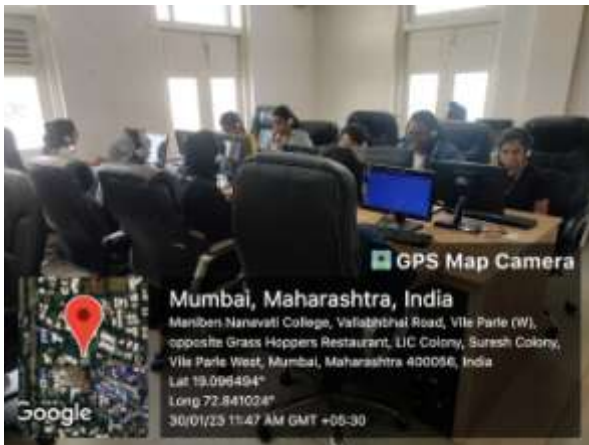 GPS Map Camera
Mumbai, Maharashtra, India
Maniben Nanavati College, Vallabhbhai Road, Vile Parle (W),
opposite Grass Hoppers Restaurant, LIC Colony, Suresh Colony,
Vile Parle West, Mumbai, Maharashtra 400056, India
Lat 19.096494°
Long 72.841024°
30/01/23 11:47 AM GMT +05:30
Google